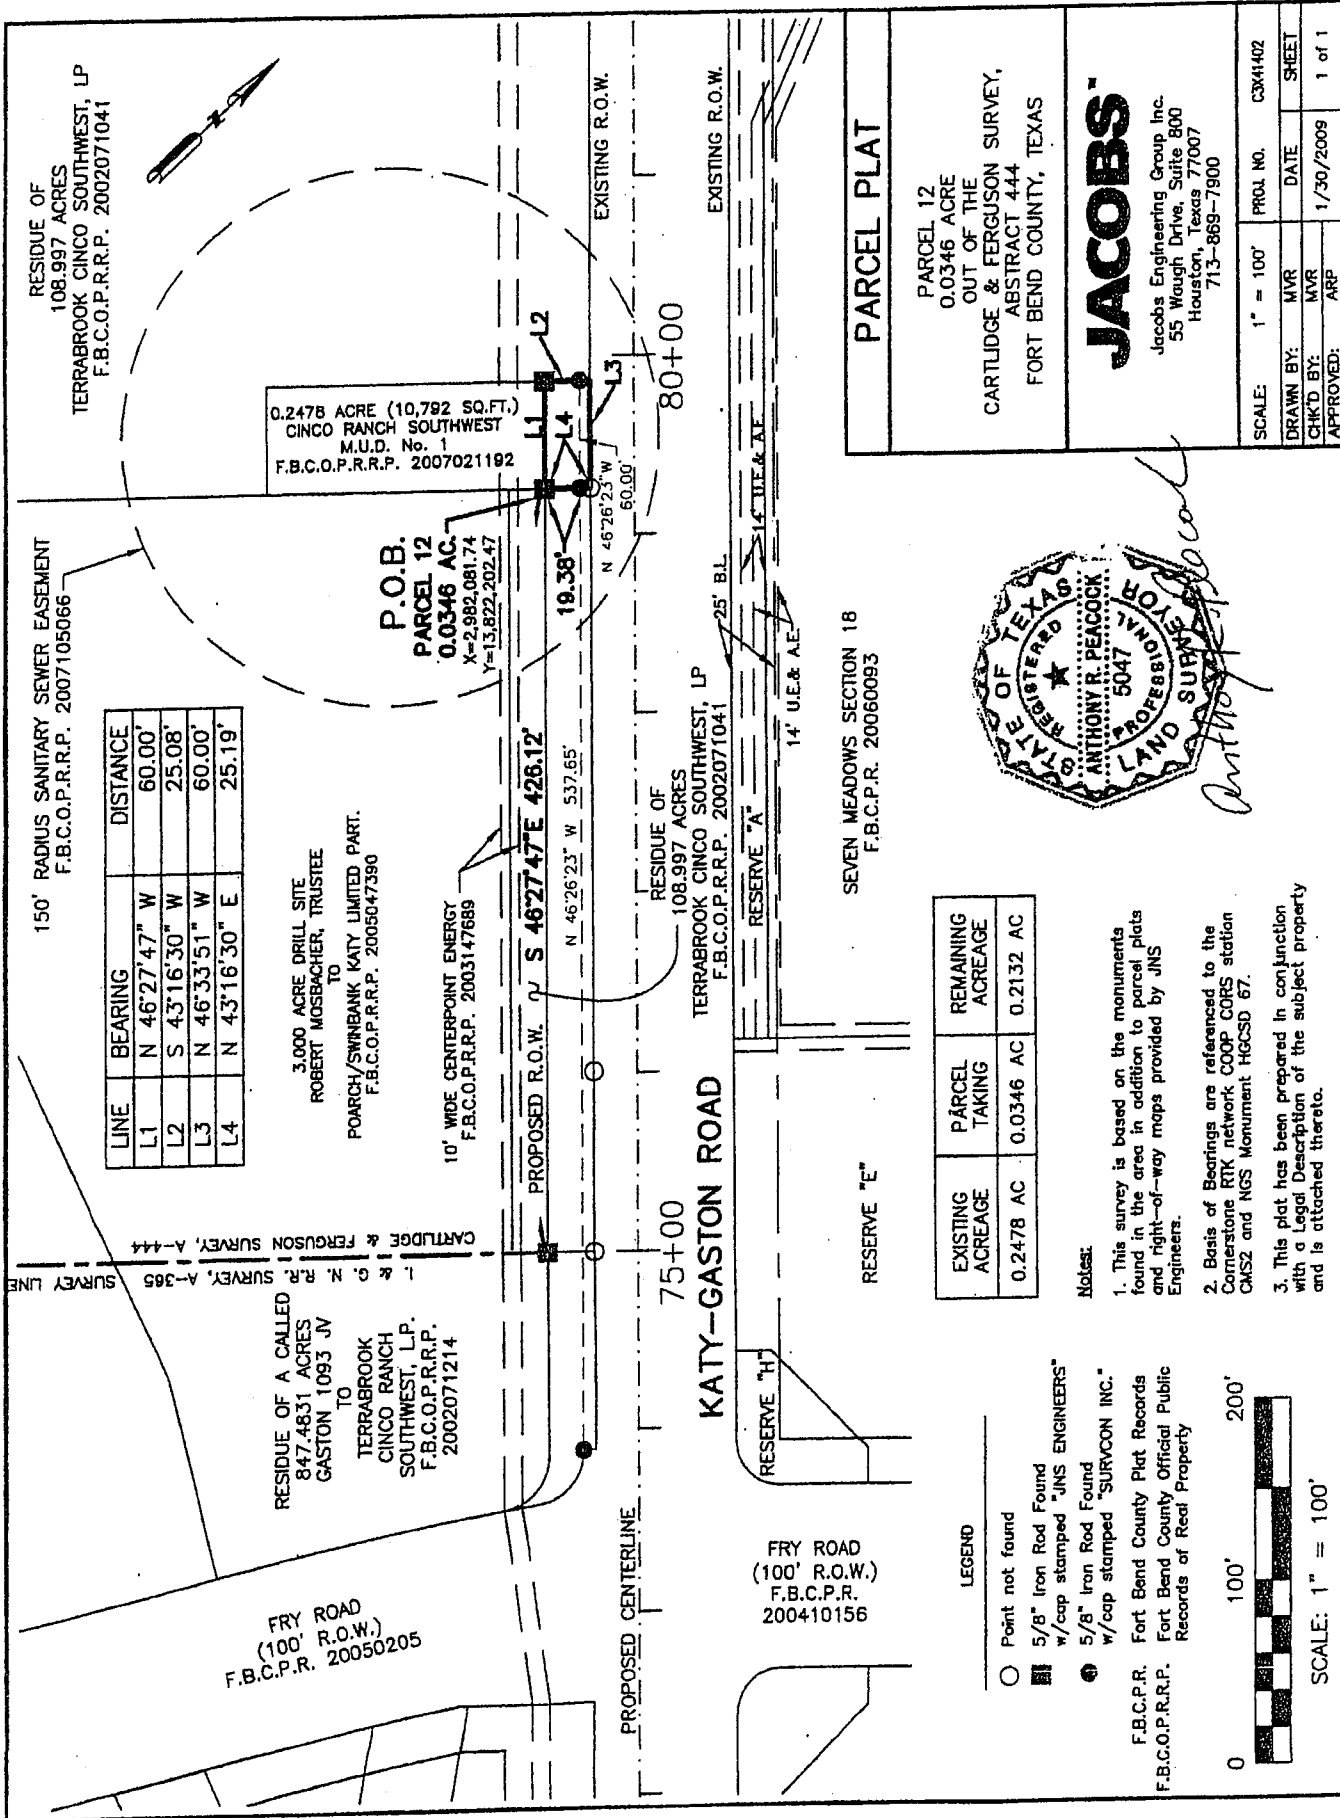 RESIDUE OF
108.997 ACRES
TERRABROOK CINCO SOUTHWEST, LP
F.B.C.O.P.R.R.P. 2002071041
N
150' RADIUS SANITARY SEWER EASEMENT
F.B.C.O.P.R.R.P. 2007105066
0.2478 ACRE (10,792 SQ.FT.)
CINCO RANCH SOUTHWEST
M.U.D. No. 1
F.B.C.O.P.R.R.P. 2007021192
LINE BEARING DISTANCE
L1 N 46°27'47" W 60.00'
L2 S 43°16'30" W 25.08'
L3 N 46°33'51" W 60.00'
L4 N 43°16'30" E 25.19'
SURVEY LINE
I. & G. N. R.R. SURVEY, A-365
CARTLIDGE & FERGUSON SURVEY, A-444
3.000 ACRE DRILL SITE
ROBERT MOSBACHER, TRUSTEE
TO
POARCH/SWINBANK KATY LIMITED PART.
F.B.C.O.P.R.R.P. 2005047390
P.O.B.
PARCEL 12
0.0346 AC.
X=2,982,081.74
Y=13,822,202.47
L1
L2
L3
L4
19.38'
RESIDUE OF A CALLED
847.4831 ACRES
GASTON 1093 JV
TO
TERRABROOK
CINCO RANCH
SOUTHWEST, L.P.
F.B.C.O.P.R.R.P.
2002071214
10' WIDE CENTERPOINT ENERGY
F.B.C.O.P.R.R.P. 2003147689
PROPOSED R.O.W.
S 46°27'47"E 426.12'
N 46°26'23" W 537.65'
N 46°26'23"W
60.00'
EXISTING R.O.W.
FRY ROAD
(100' R.O.W.)
F.B.C.P.R. 20050205
PROPOSED CENTERLINE
75+00
80+00
KATY-GASTON ROAD
RESIDUE OF
108.997 ACRES
TERRABROOK CINCO SOUTHWEST, LP
F.B.C.O.P.R.R.P. 2002071041
25' B.L.
EXISTING R.O.W.
RESERVE "A"
14' U.E.& A.E.
14' U.E.& A.E.
RESERVE "H"
RESERVE "E"
SEVEN MEADOWS SECTION 18
F.B.C.P.R. 20060093
FRY ROAD
(100' R.O.W.)
F.B.C.P.R.
200410156
EXISTING ACREAGE PARCEL TAKING REMAINING ACREAGE
0.2478 AC 0.0346 AC 0.2132 AC
LEGEND
Point not found
5/8" Iron Rod Found
w/cap stamped "JNS ENGINEERS"
5/8" Iron Rod Found
w/cap stamped "SURVCON INC."
F.B.C.P.R. Fort Bend County Plat Records
F.B.C.O.P.R.R.P. Fort Bend County Official Public
Records of Real Property
0 100' 200'
SCALE: 1" = 100'
Notes:
1. This survey is based on the monuments
found in the area in addition to parcel plats
and right-of-way maps provided by JNS
Engineers.
2. Basis of Bearings are referenced to the
Cornerstone RTK network COOP CORS station
CMS2 and NGS Monument HGCSD 67.
3. This plat has been prepared in conjunction
with a Legal Description of the subject property
and is attached thereto.
STATE OF TEXAS
REGISTERED
ANTHONY R. PEACOCK
5047
PROFESSIONAL
LAND SURVEYOR
PARCEL PLAT
PARCEL 12
0.0346 ACRE
OUT OF THE
CARTLIDGE & FERGUSON SURVEY,
ABSTRACT 444
FORT BEND COUNTY, TEXAS
JACOBS™
Jacobs Engineering Group Inc.
55 Waugh Drive, Suite 800
Houston, Texas 77007
713-869-7900
SCALE: 1" = 100' PROJ. NO. C3X41402
DRAWN BY: MVR DATE SHEET
CHK'D BY: MVR 1/30/2009 1 of 1
APPROVED: ARP